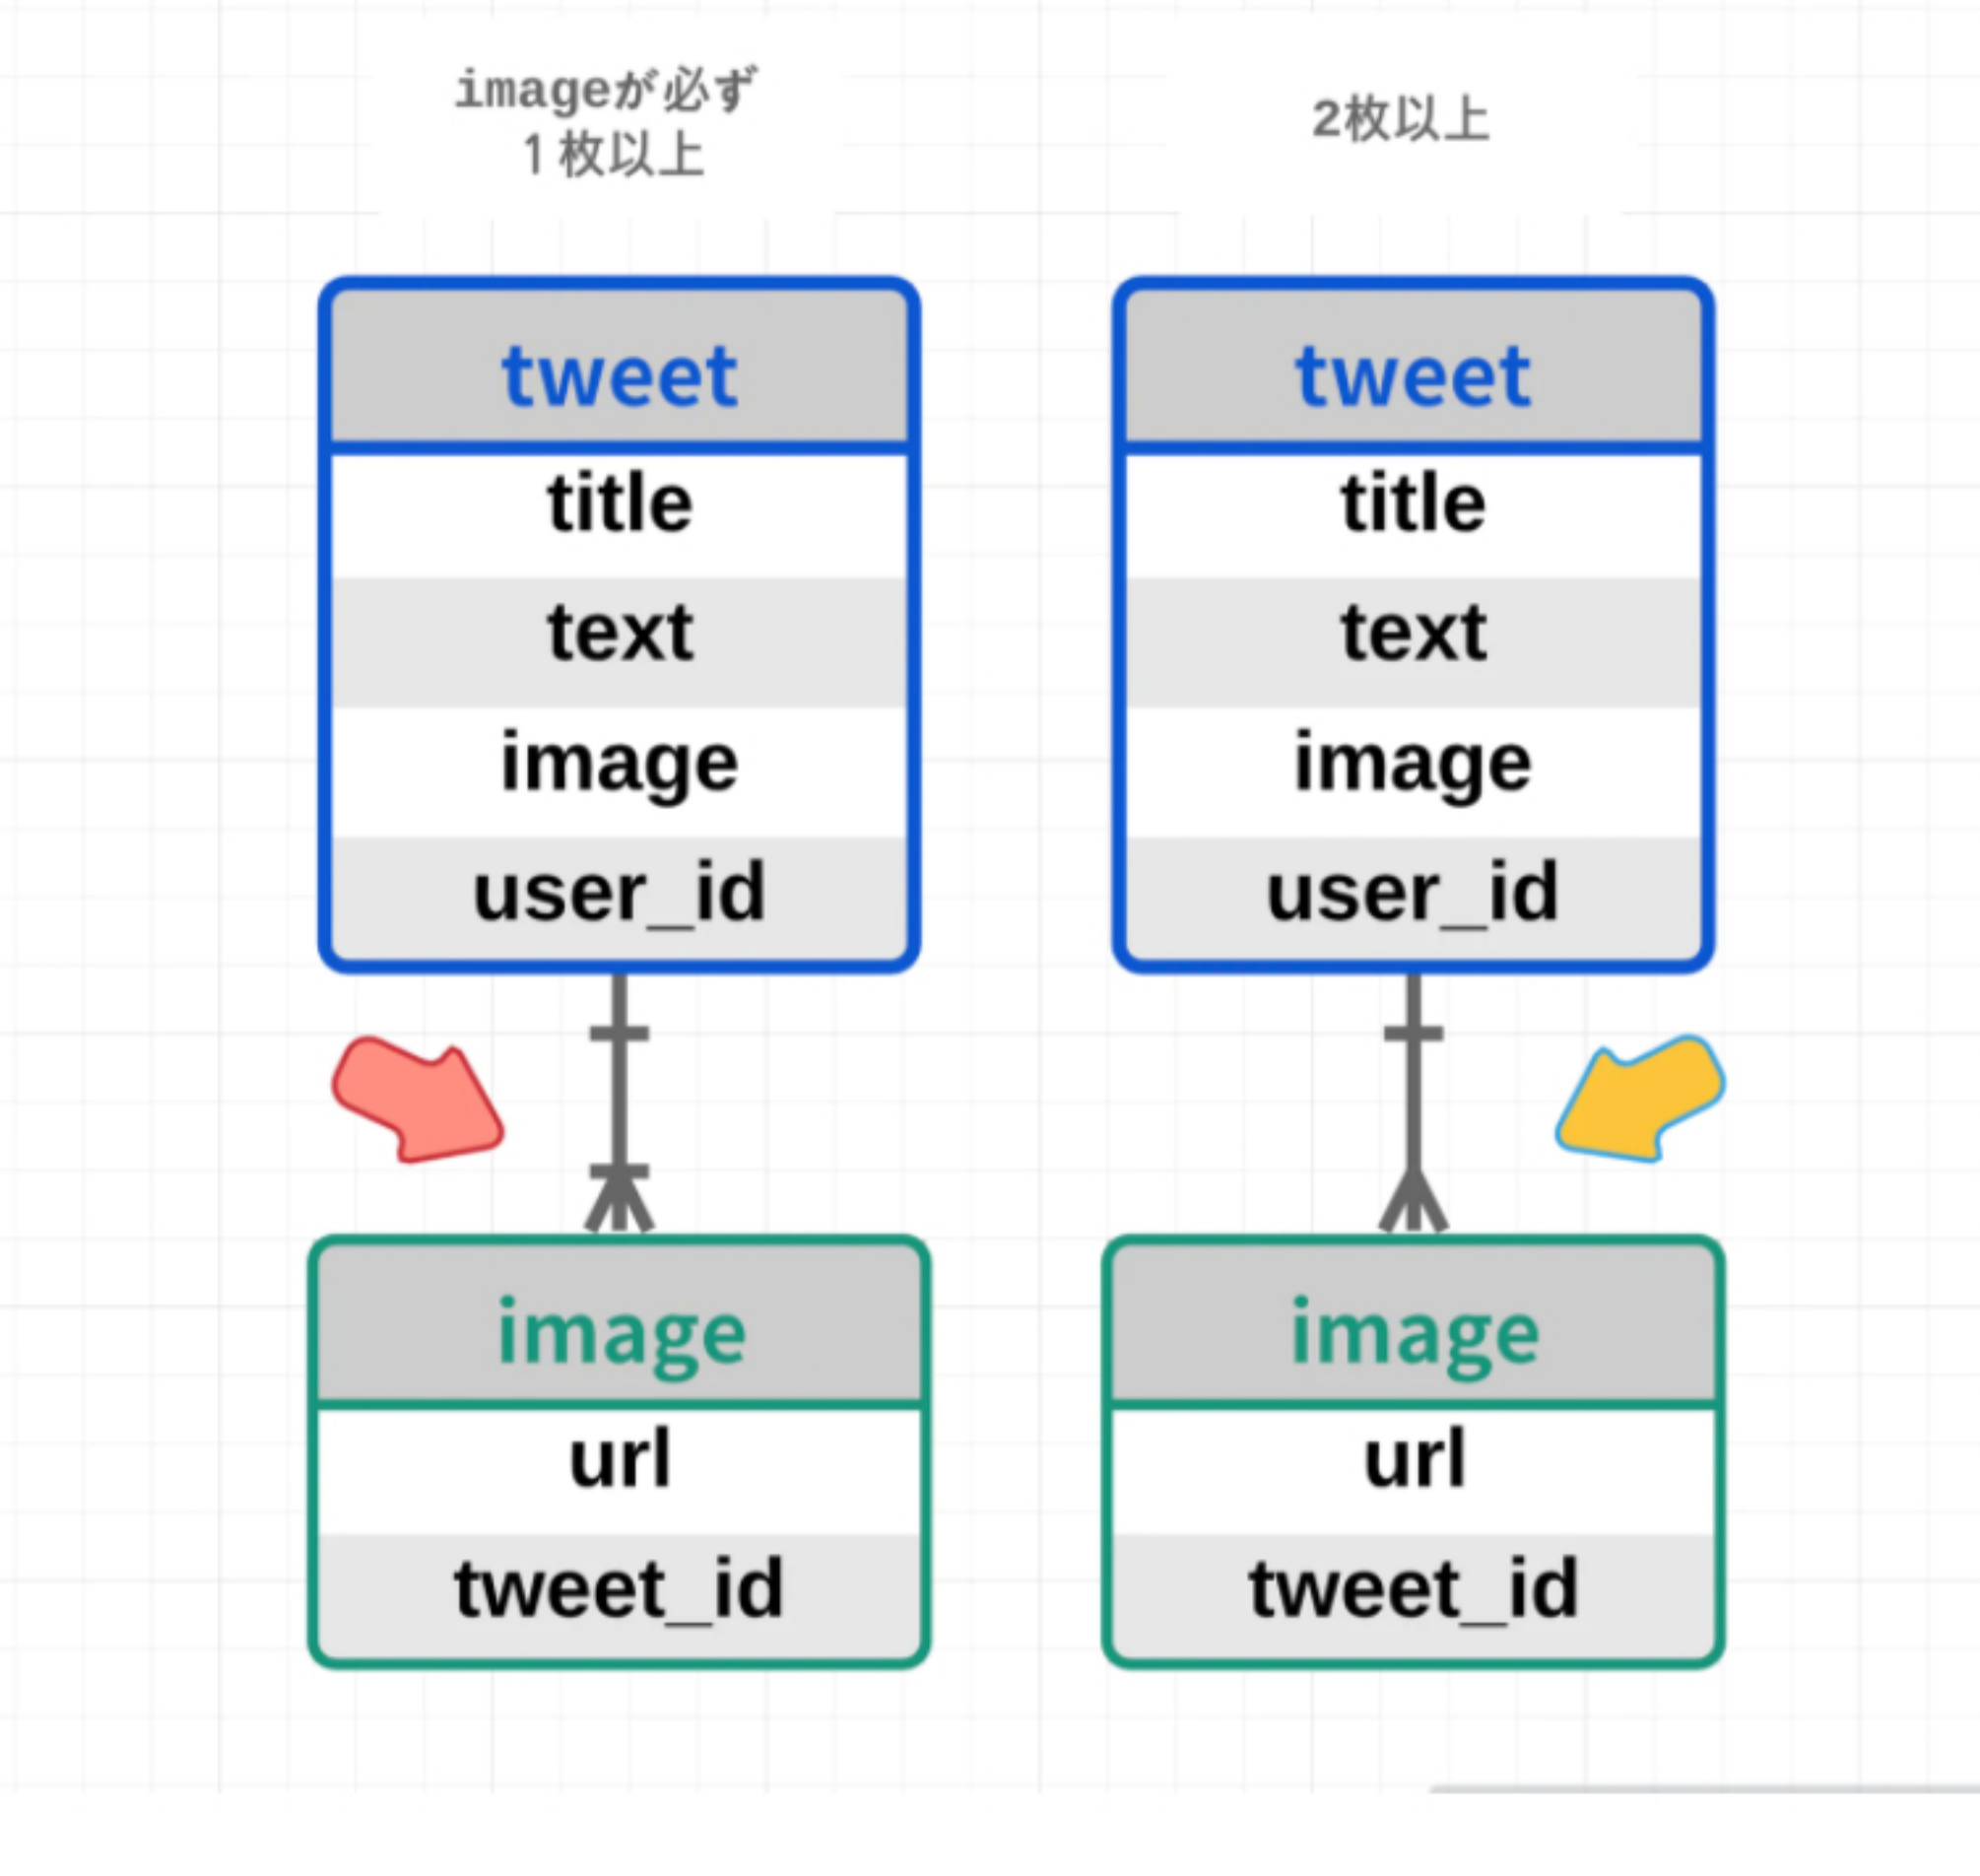 imageが必ず
1枚以上
2枚以上
tweet
title
text
image
user_id
tweet
title
text
image
user_id
image
url
tweet_id
image
url
tweet_id